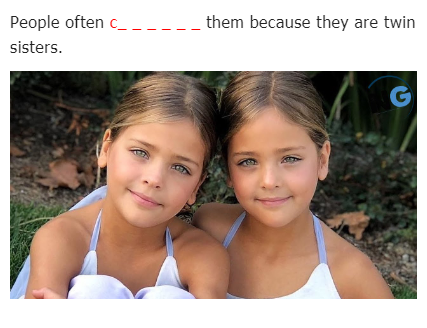 People often c_ _ _ _ _ _ them because they are twin
sisters.
G